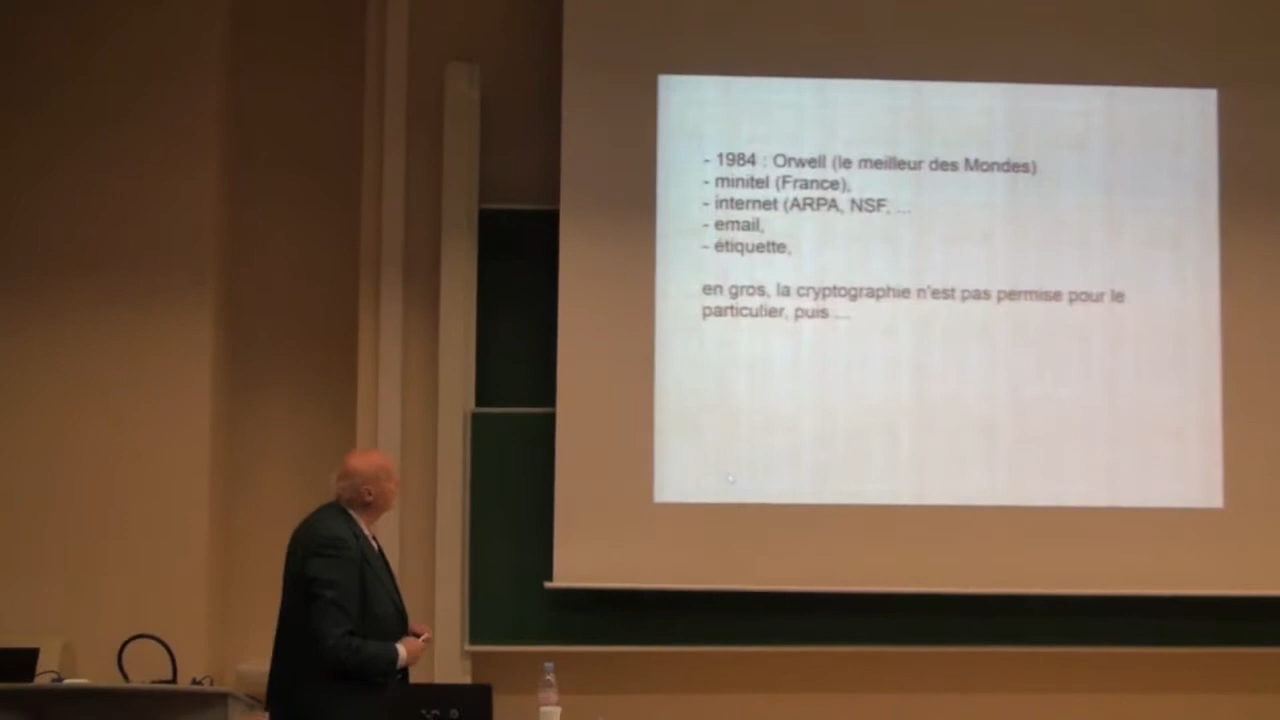 - 1984 : Orwell (le meilleur des Mondes)
- minitel (France),
- internet (ARPA, NSF, ...
- email,
- étiquette,
en gros, la cryptographie n'est pas permise pour le
particulier, puis ...